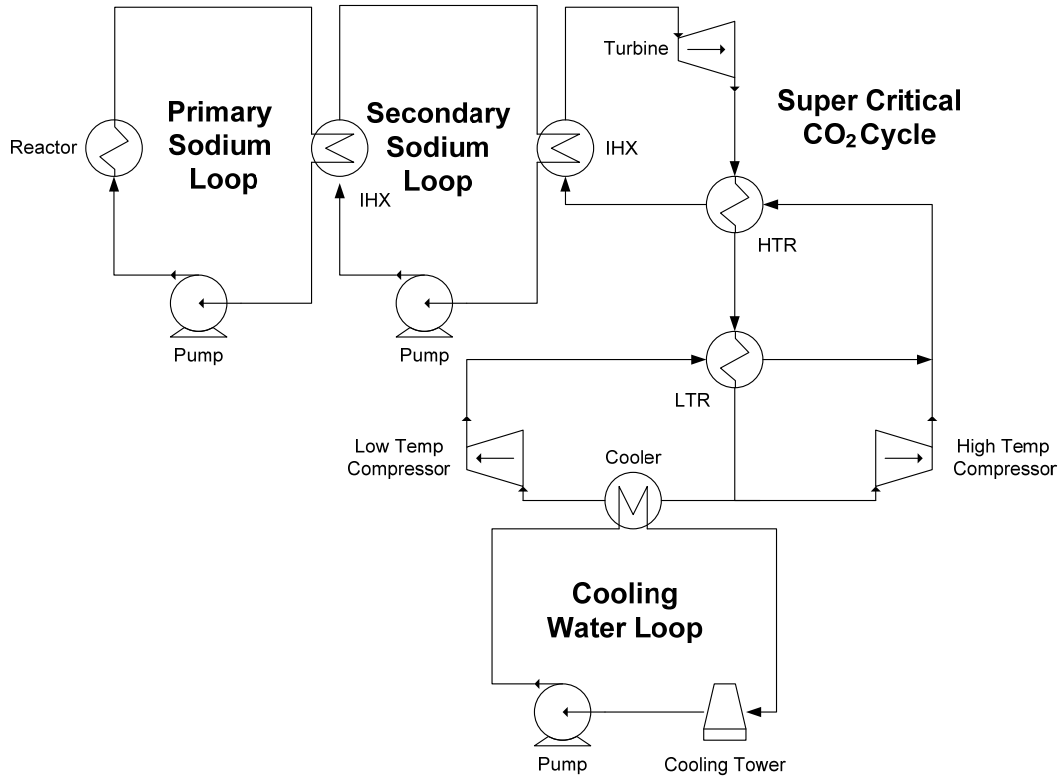 Turbine
Super Critical
CO₂ Cycle
Primary
Sodium
Loop
Secondary
Sodium
Loop
Reactor
IHX
IHX
HTR
Pump
Pump
LTR
Low Temp
Compressor
Cooler
High Temp
Compressor
Cooling
Water Loop
Pump
Cooling Tower